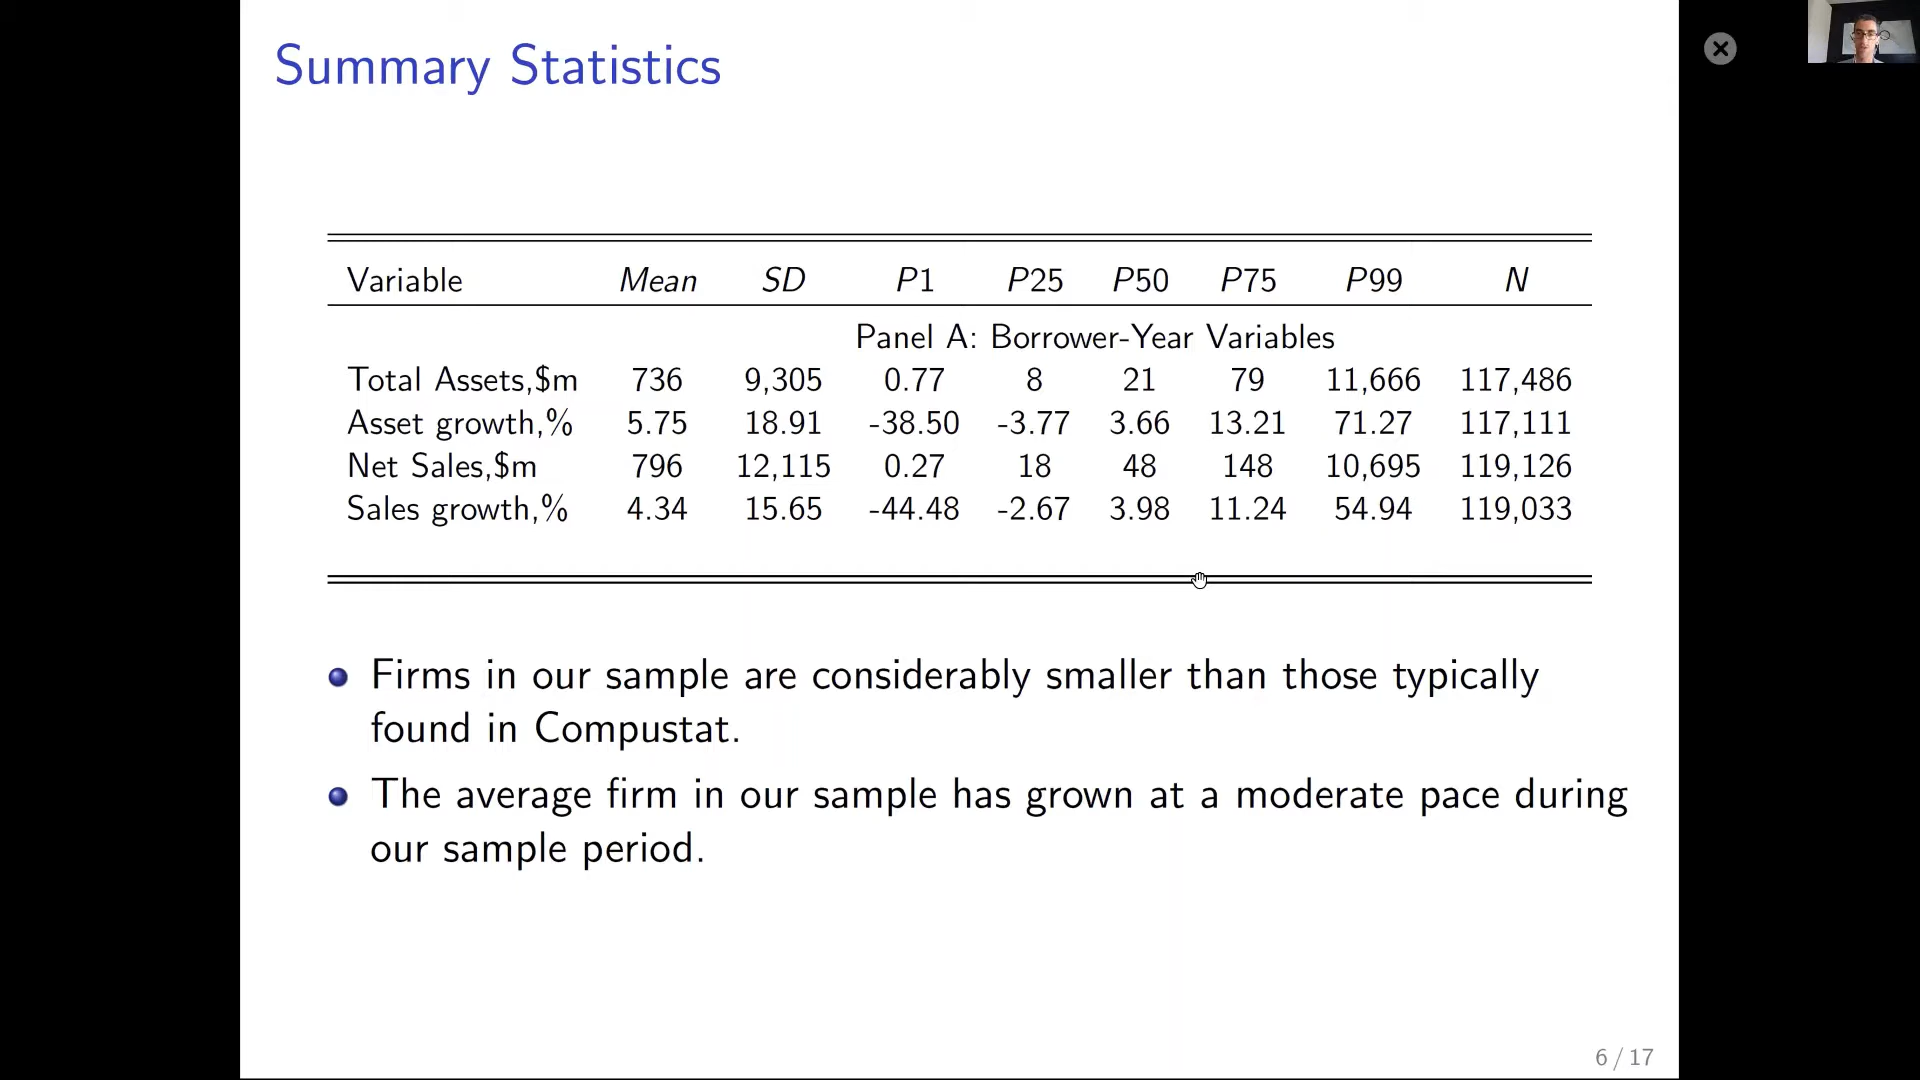 Summary Statistics
Variable Mean SD P1 P25 P50 P75 P99 N
Panel A: Borrower-Year Variables
Total Assets,$m 736 9,305 0.77 8 21 79 11,666 117,486
Asset growth,% 5.75 18.91 -38.50 -3.77 3.66 13.21 71.27 117,111
Net Sales,$m 796 12,115 0.27 18 48 148 10,695 119,126
Sales growth,% 4.34 15.65 -44.48 -2.67 3.98 11.24 54.94 119,033
Firms in our sample are considerably smaller than those typically
found in Compustat.
The average firm in our sample has grown at a moderate pace during
our sample period.
6 / 17